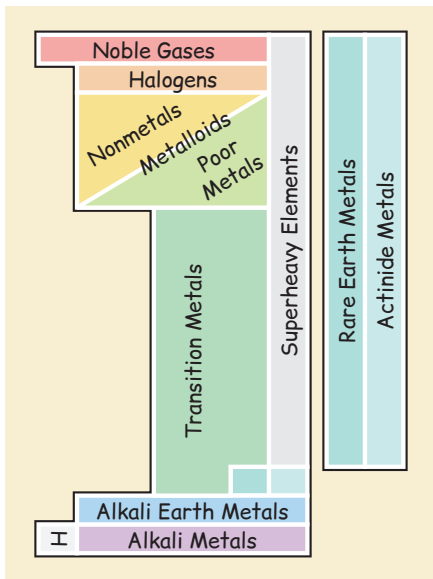 Noble Gases
Halogens
Nonmetals
Metalloids
Poor
Metals
Superheavy Elements
Rare Earth Metals
Actinide Metals
Transition Metals
Alkali Earth Metals
H
Alkali Metals